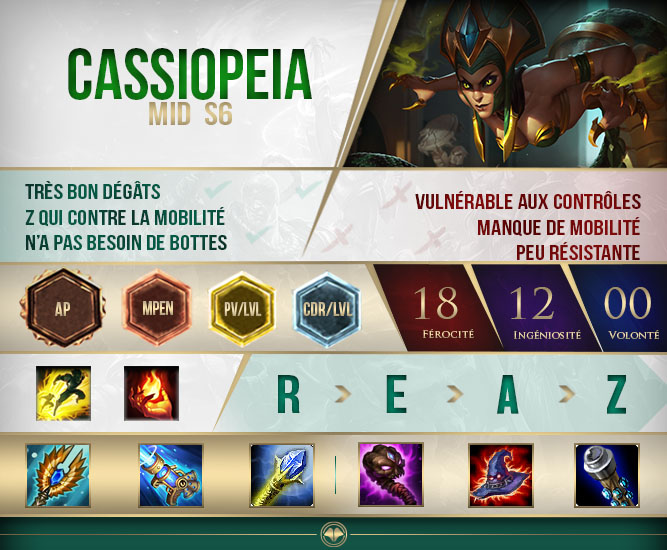 CASSIOPEIA
MID S6
TRÈS BON DÉGÂTS
Z QUI CONTRE LA MOBILITÉ
N'A PAS BESOIN DE BOTTES
VULNÉRABLE AUX CONTRÔLES
MANQUE DE MOBILITÉ
PEU RÉSISTANTE
AP
MPEN
PV/LVL
CDR/LVL
18
FÉROCITÉ
12
INGÉNIOSITÉ
00
VOLONTÉ
R > E > A > Z